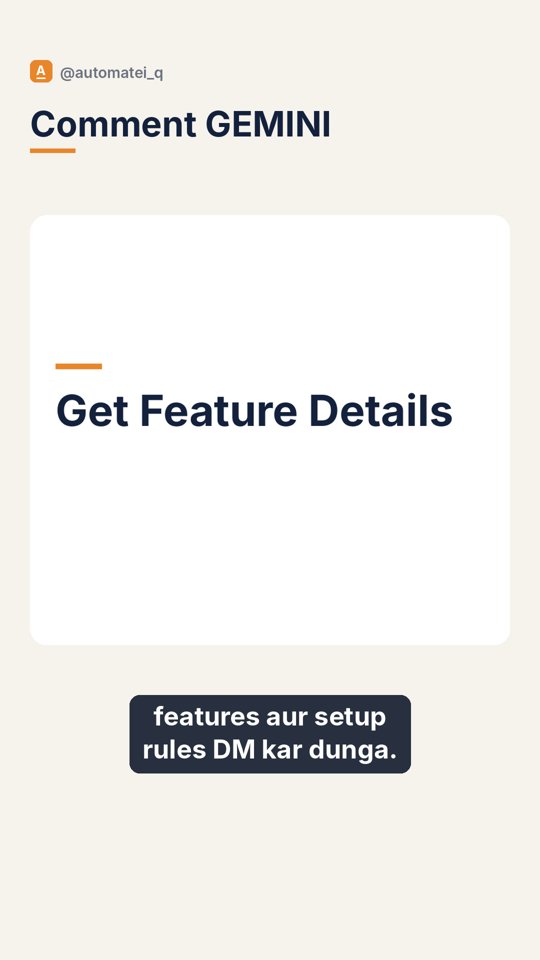 A
@automatei_q
Comment GEMINI
Get Feature Details
features aur setup
rules DM kar dunga.